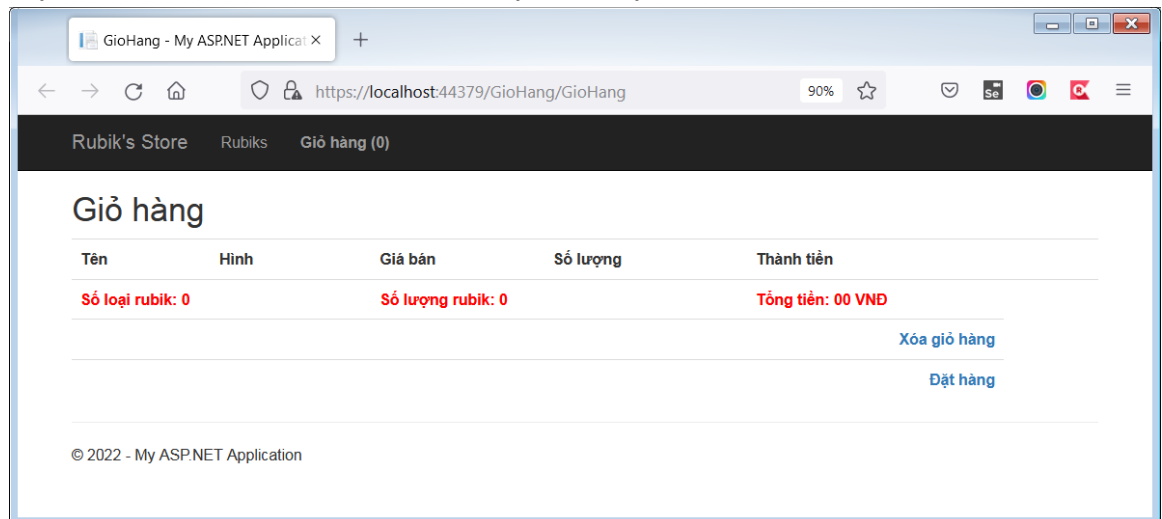 GioHang - My ASP.NET Applicat
https://localhost:44379/GioHang/GioHang 90%
Se
Rubik's Store Rubiks Giỏ hàng (0)
Giỏ hàng
Tên Hình Giá bán Số lượng Thành tiền
Số loại rubik: 0 Số lượng rubik: 0 Tổng tiền: 00 VNĐ
Xóa giỏ hàng
Đặt hàng
© 2022 - My ASP.NET Application